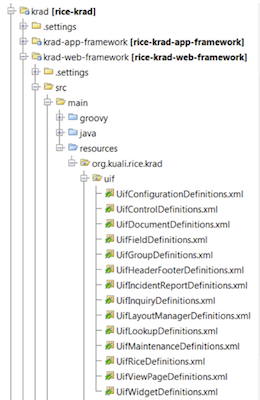 krad [rice-krad]
.settings
krad-app-framework [rice-krad-app-framework]
krad-web-framework [rice-krad-web-framework]
.settings
src
main
groovy
java
resources
org.kuali.rice.krad
uif
UifConfigurationDefinitions.xml
UifControlDefinitions.xml
UifDocumentDefinitions.xml
UifFieldDefinitions.xml
UifGroupDefinitions.xml
UifHeaderFooterDefinitions.xml
UifIncidentReportDefinitions.xml
UifInquiryDefinitions.xml
UifLayoutManagerDefinitions.xml
UifLookupDefinitions.xml
UifMaintenanceDefinitions.xml
UifRiceDefinitions.xml
UifViewPageDefinitions.xml
UifWidgetDefinitions.xml